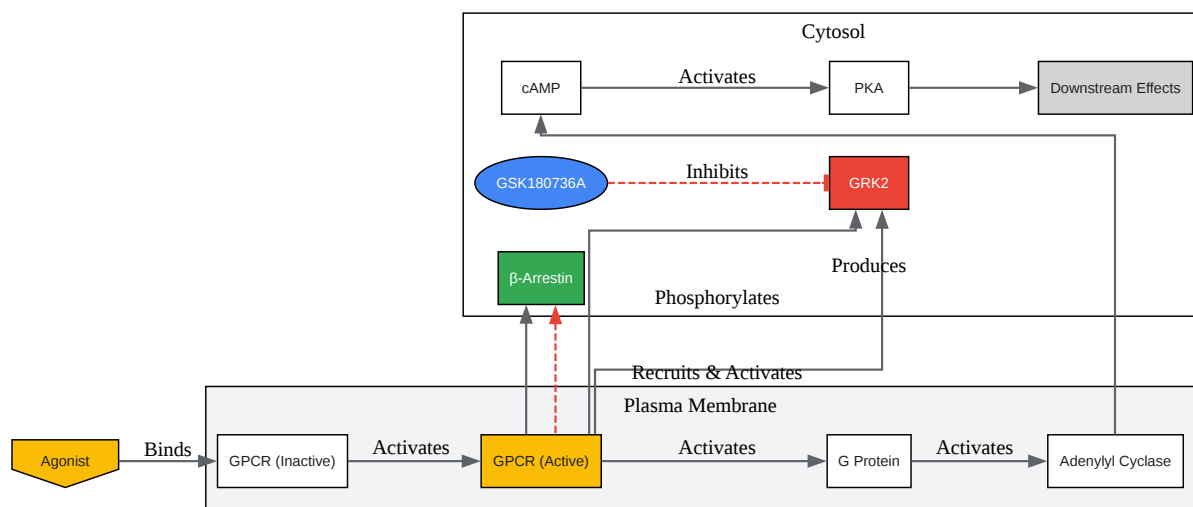 Cytosol
cAMP
Activates
PKA
Downstream Effects
GSK180736A
Inhibits
GRK2
β-Arrestin
Produces
Phosphorylates
Recruits & Activates
Plasma Membrane
Agonist
Binds
GPCR (Inactive)
Activates
GPCR (Active)
Activates
G Protein
Activates
Adenylyl Cyclase